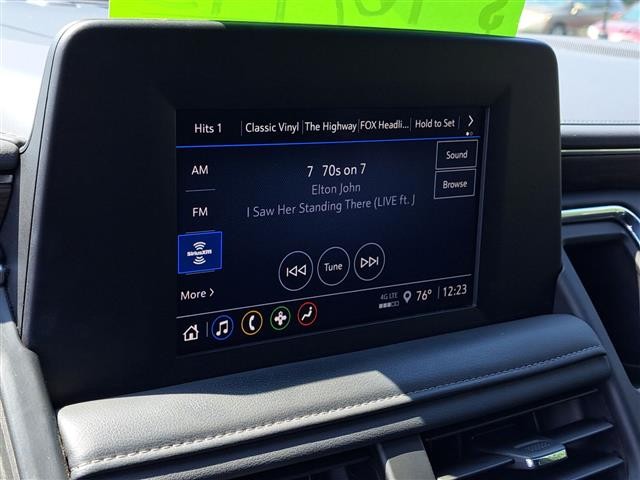 Hits 1 Classic Vinyl The Highway FOX Headli... Hold to Set
AM
7 70s on 7
Sound
Elton John
Browse
FM
I Saw Her Standing There (LIVE ft. J
SiriusXM
Tune
More
4G LTE
76° 12:23